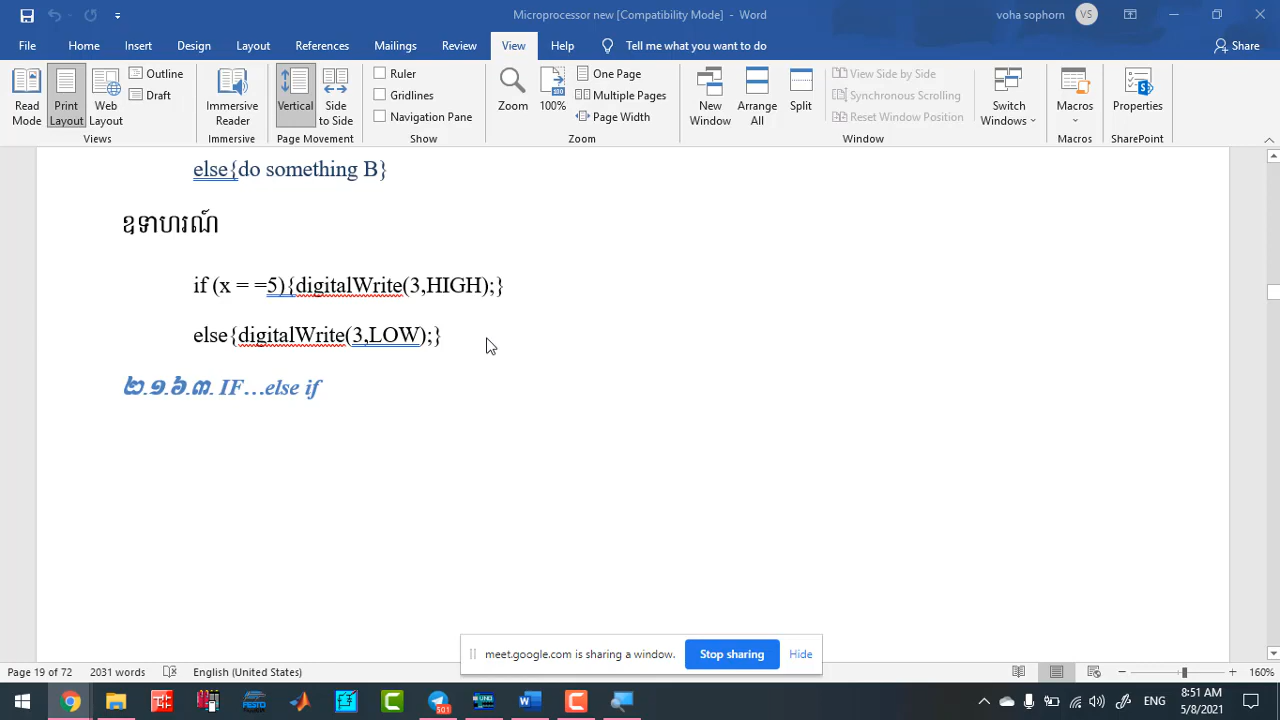 Microprocessor new [Compatibility Mode] - Word
voha sophorn VS
File Home Insert Design Layout References Mailings Review View Help Tell me what you want to do Share
Read Mode
Print Layout
Web Layout
Outline
Draft
Views
Immersive Reader
Immersive
Vertical
Side to Side
Page Movement
Ruler
Gridlines
Navigation Pane
Show
Zoom
100%
One Page
Multiple Pages
Page Width
Zoom
New Window
Arrange All
Split
View Side by Side
Synchronous Scrolling
Reset Window Position
Window
Switch Windows
Macros
Macros
Properties
SharePoint
else{do something B}
ឧទាហរណ៍
if (x = =5){digitalWrite(3,HIGH);}
else{digitalWrite(3,LOW);}
២.១.៦.៣. IF…else if
meet.google.com is sharing a window. Stop sharing Hide
Page 19 of 72 2031 words English (United States) 160%
ENG
8:51 AM
5/8/2021